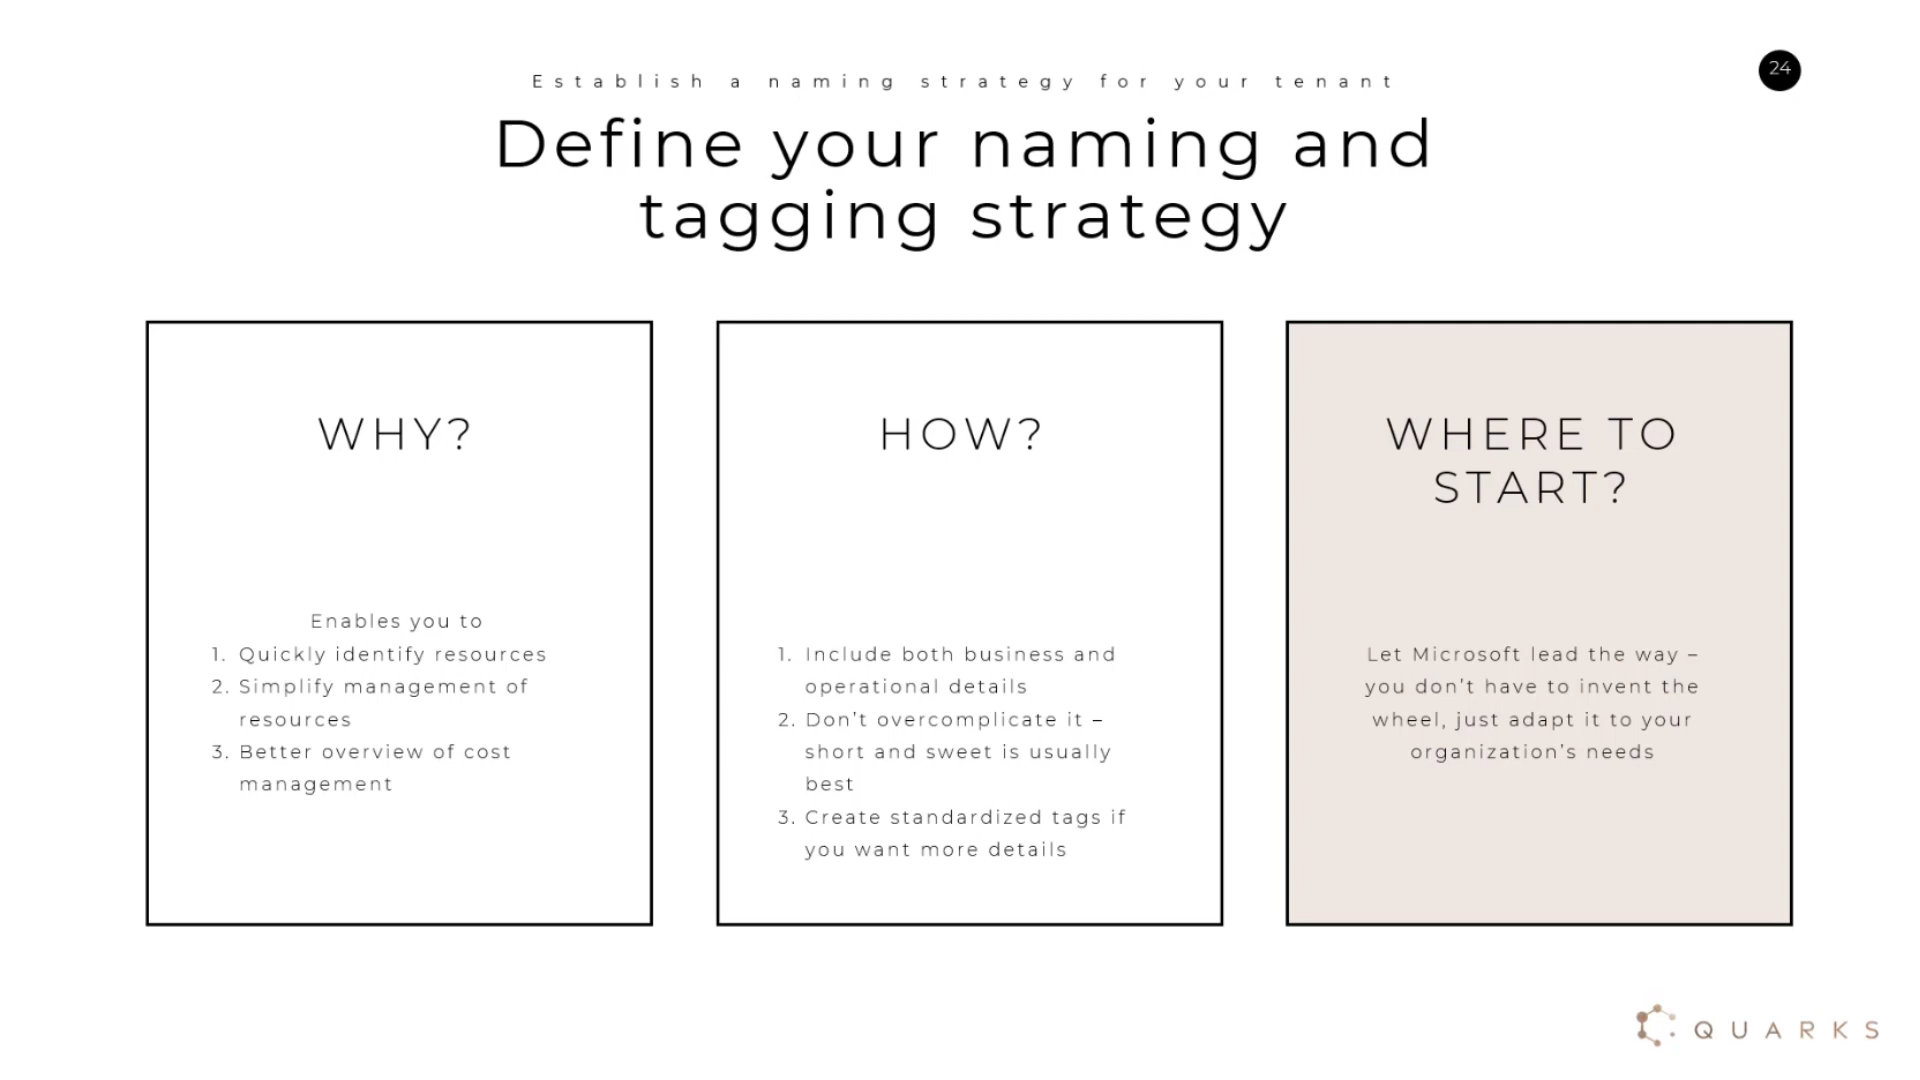 Establish a naming strategy for your tenant
24
Define your naming and
tagging strategy
WHY?
Enables you to
1. Quickly identify resources
2. Simplify management of
resources
3. Better overview of cost
management
HOW?
1. Include both business and
operational details
2. Don’t overcomplicate it –
short and sweet is usually
best
3. Create standardized tags if
you want more details
WHERE TO
START?
Let Microsoft lead the way –
you don’t have to invent the
wheel, just adapt it to your
organization’s needs
QUARKS